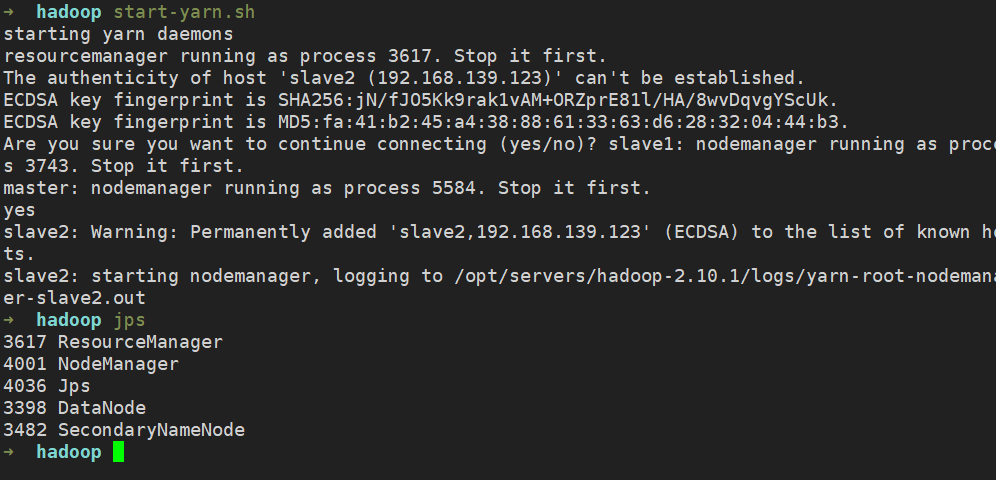 → hadoop start-yarn.sh
starting yarn daemons
resourcemanager running as process 3617. Stop it first.
The authenticity of host 'slave2 (192.168.139.123)' can't be established.
ECDSA key fingerprint is SHA256:jN/fJO5Kk9rak1vAM+ORZprE81l/HA/8wvDqvgYScUk.
ECDSA key fingerprint is MD5:fa:41:b2:45:a4:38:88:61:33:63:d6:28:32:04:44:b3.
Are you sure you want to continue connecting (yes/no)? slave1: nodemanager running as proce
s 3743. Stop it first.
master: nodemanager running as process 5584. Stop it first.
yes
slave2: Warning: Permanently added 'slave2,192.168.139.123' (ECDSA) to the list of known ho
ts.
slave2: starting nodemanager, logging to /opt/servers/hadoop-2.10.1/logs/yarn-root-nodemana
er-slave2.out
→ hadoop jps
3617 ResourceManager
4001 NodeManager
4036 Jps
3398 DataNode
3482 SecondaryNameNode
→ hadoop